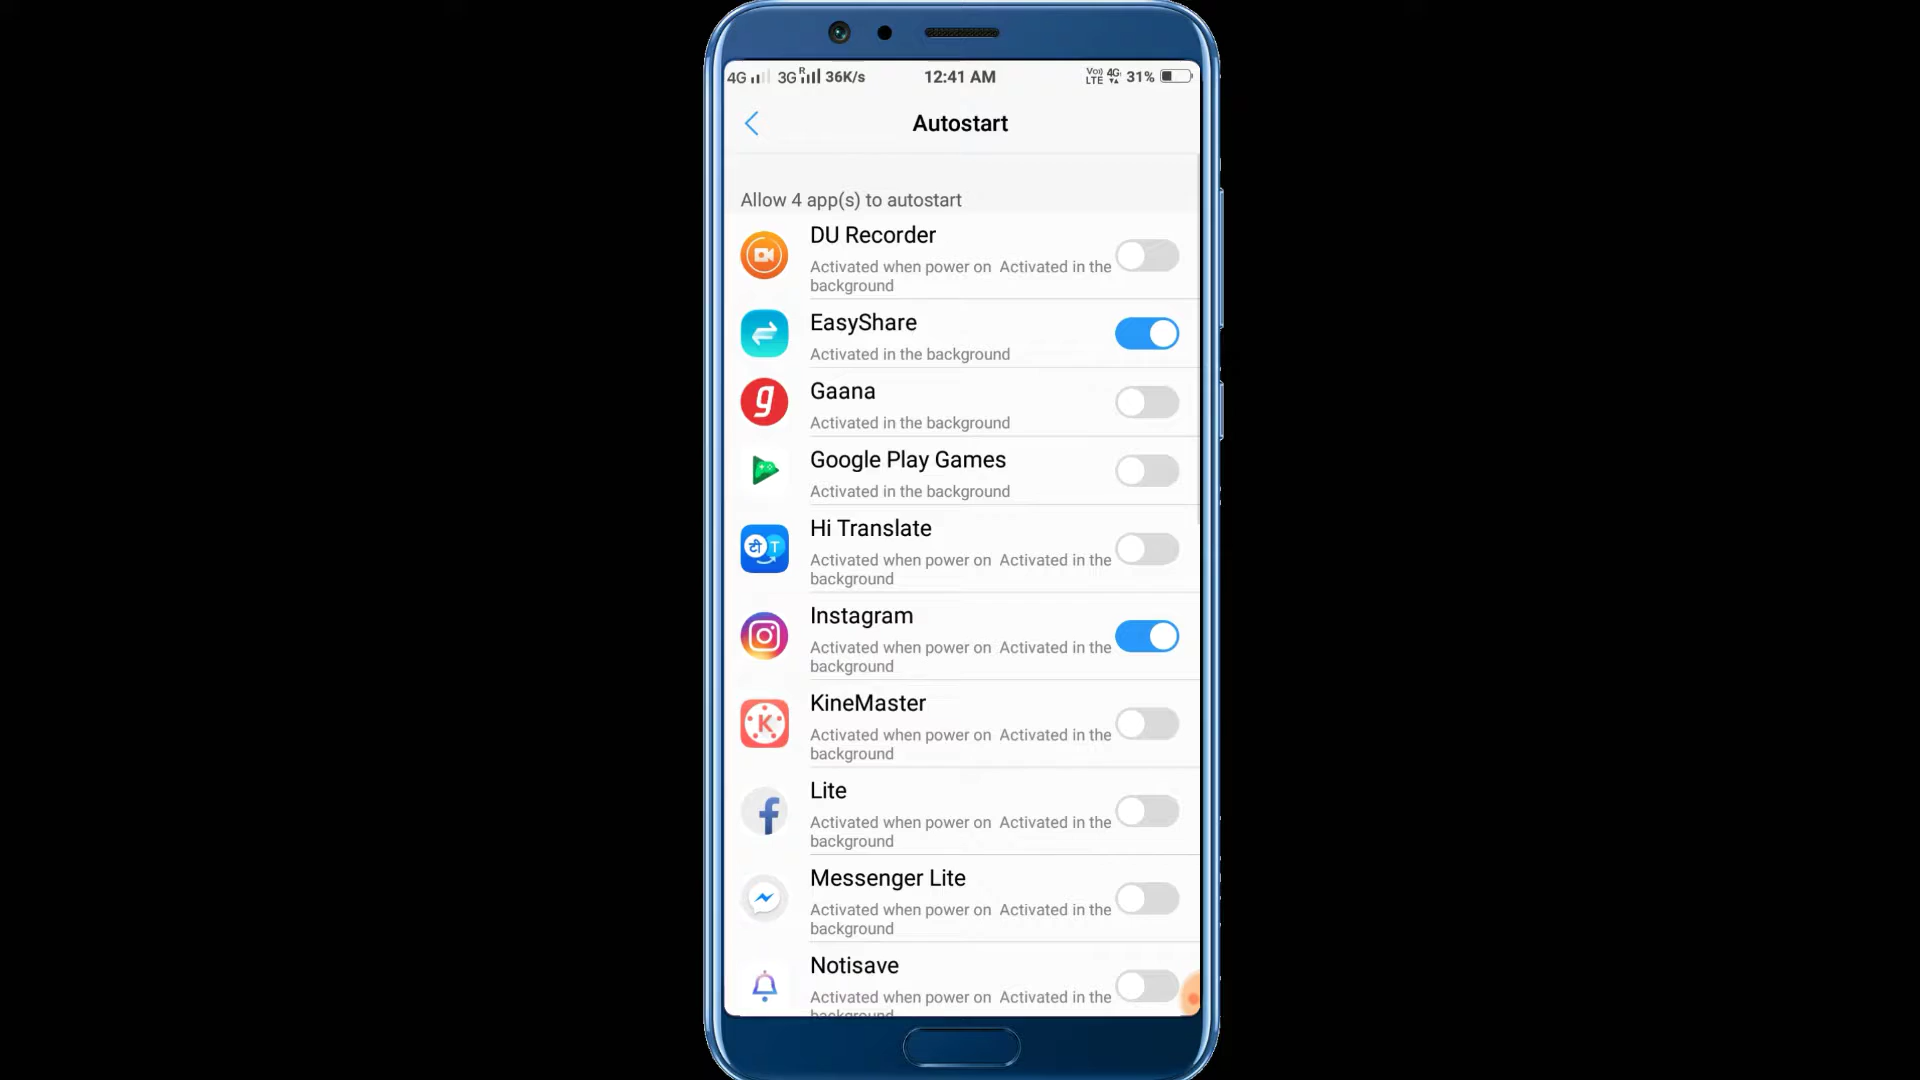 4G 3G R 36K/s 12:41 AM VoLTE 4G 31%
Autostart
Allow 4 app(s) to autostart
DU Recorder
Activated when power on Activated in the
background
EasyShare
Activated in the background
g
Gaana
Activated in the background
Google Play Games
Activated in the background
Hi Translate
टी T
Activated when power on Activated in the
background
Instagram
Activated when power on Activated in the
background
KineMaster
K
Activated when power on Activated in the
background
Lite
f
Activated when power on Activated in the
background
Messenger Lite
Activated when power on Activated in the
background
Notisave
Activated when power on Activated in the
background